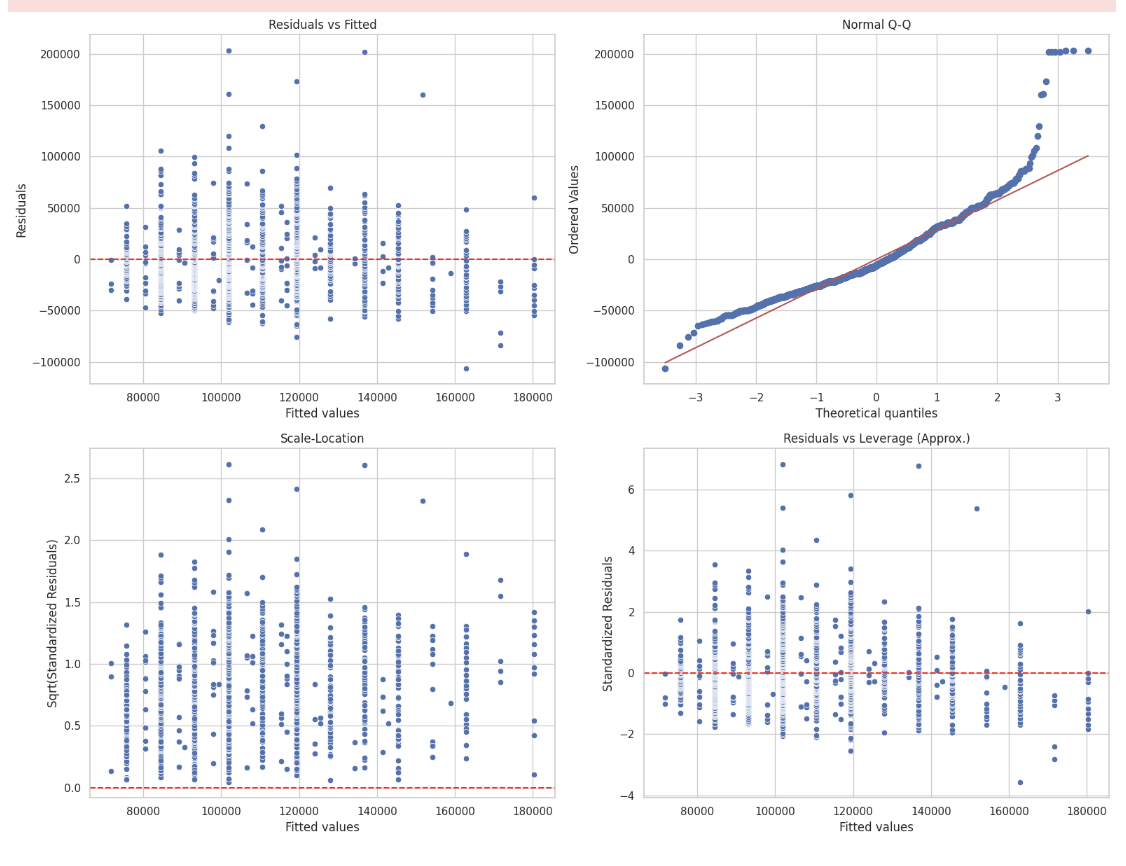 Residuals vs Fitted
Residuals
200000
150000
100000
50000
0
−50000
−100000
80000 100000 120000 140000 160000 180000
Fitted values
Normal Q-Q
Ordered Values
200000
150000
100000
50000
0
−50000
−100000
−3 −2 −1 0 1 2 3
Theoretical quantiles
Scale-Location
Sqrt(Standardized Residuals)
2.5
2.0
1.5
1.0
0.5
0.0
80000 100000 120000 140000 160000 180000
Fitted values
Residuals vs Leverage (Approx.)
Standardized Residuals
6
4
2
0
−2
−4
80000 100000 120000 140000 160000 180000
Fitted values